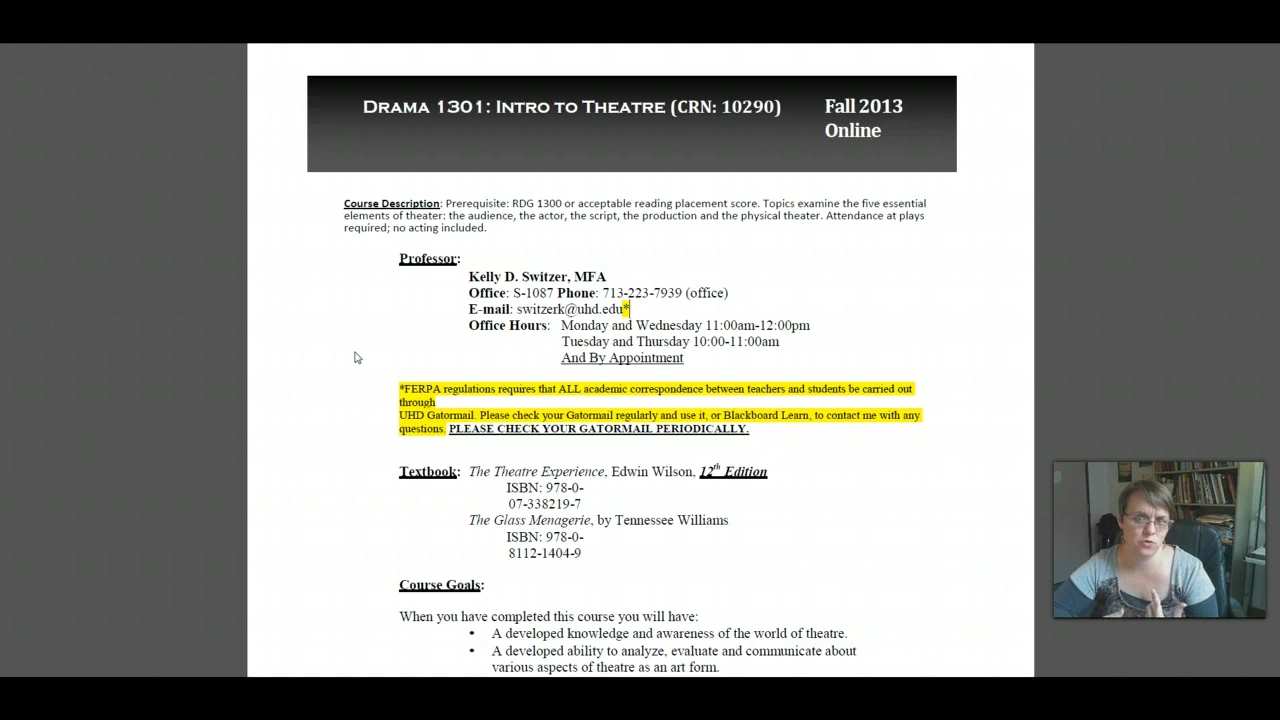 DRAMA 1301: INTRO TO THEATRE (CRN: 10290)
Fall 2013
Online
Course Description: Prerequisite: RDG 1300 or acceptable reading placement score. Topics examine the five essential
elements of theater: the audience, the actor, the script, the production and the physical theater. Attendance at plays
required; no acting included.
Professor:
Kelly D. Switzer, MFA
Office: S-1087 Phone: 713-223-7939 (office)
E-mail: switzerk@uhd.edu*
Office Hours: Monday and Wednesday 11:00am-12:00pm
Tuesday and Thursday 10:00-11:00am
And By Appointment
*FERPA regulations requires that ALL academic correspondence between teachers and students be carried out
through
UHD Gatormail. Please check your Gatormail regularly and use it, or Blackboard Learn, to contact me with any
questions. PLEASE CHECK YOUR GATORMAIL PERIODICALLY.
Textbook: The Theatre Experience, Edwin Wilson, 12th Edition
ISBN: 978-0-
07-338219-7
The Glass Menagerie, by Tennessee Williams
ISBN: 978-0-
8112-1404-9
Course Goals:
When you have completed this course you will have:
• A developed knowledge and awareness of the world of theatre.
• A developed ability to analyze, evaluate and communicate about
various aspects of theatre as an art form.